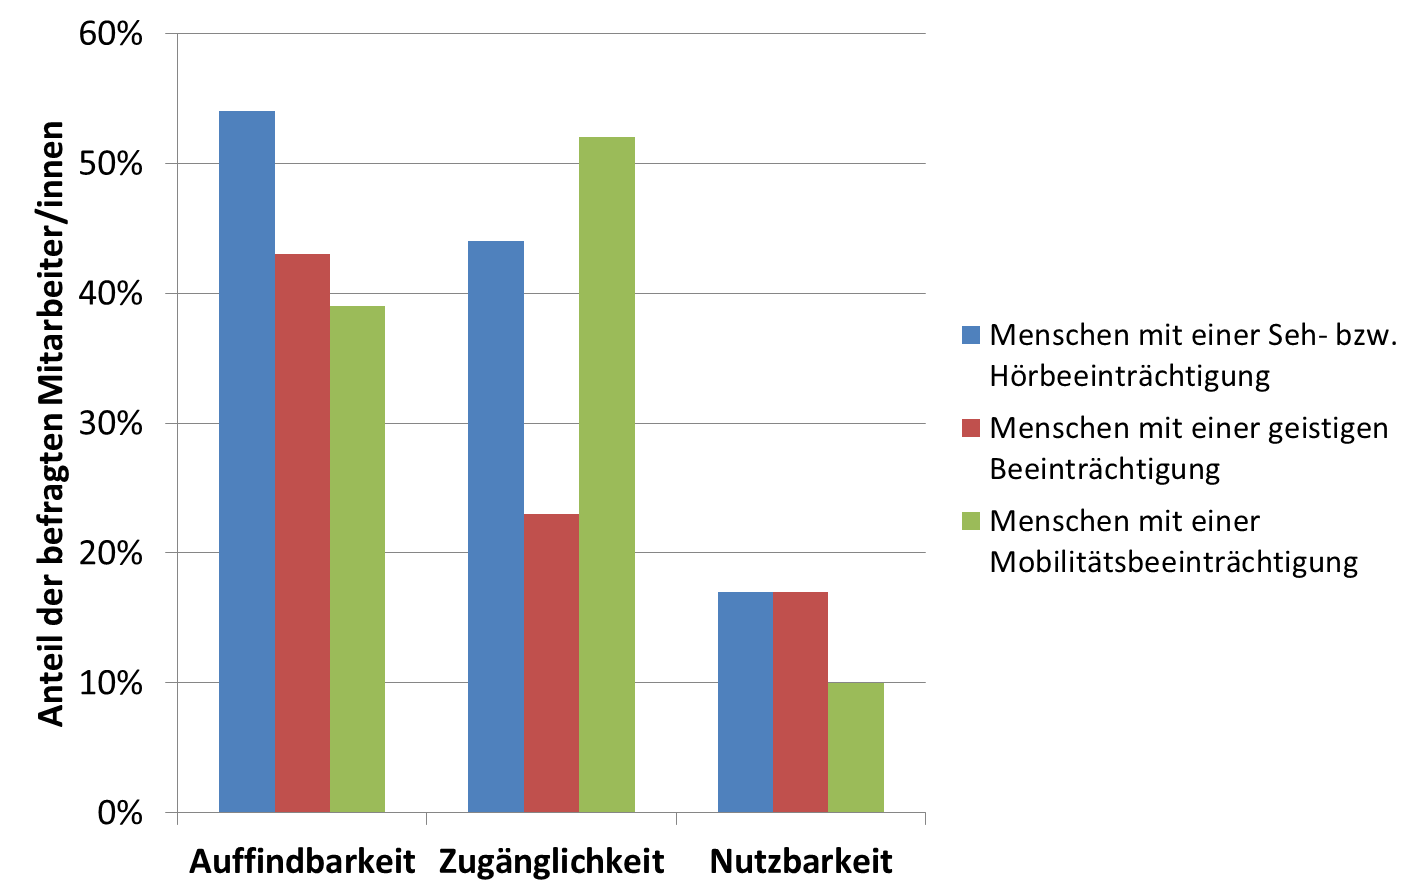 60%
50%
40%
30%
20%
10%
0%
Anteil der befragten Mitarbeiter/innen
Auffindbarkeit
Zugänglichkeit
Nutzbarkeit
Menschen mit einer Seh- bzw.
Hörbeeinträchtigung
Menschen mit einer geistigen
Beeinträchtigung
Menschen mit einer
Mobilitätsbeeinträchtigung